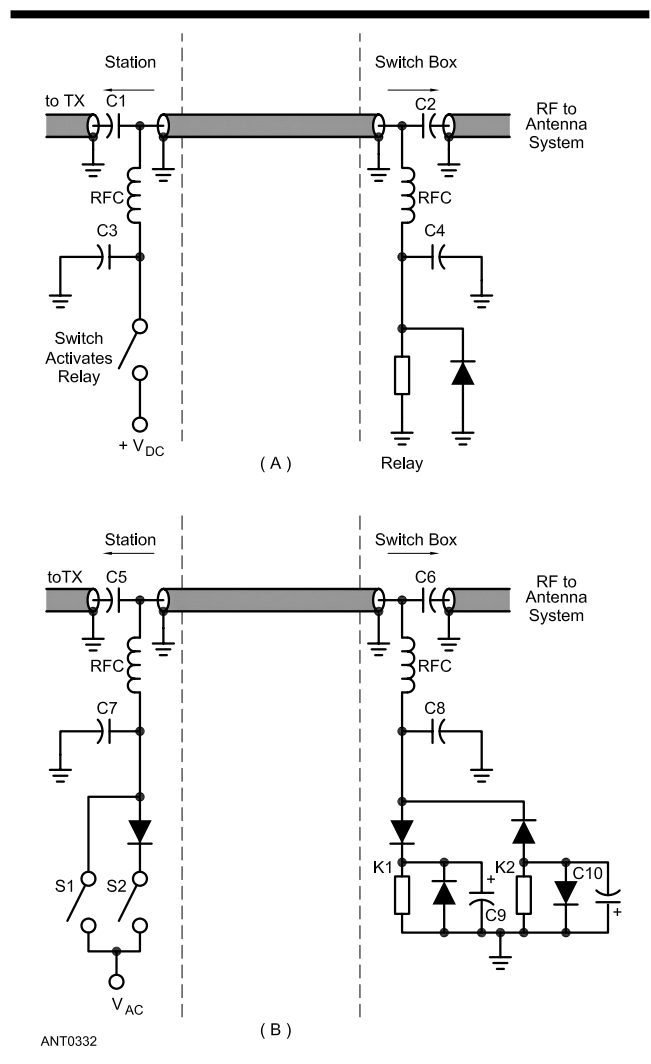 Station
Switch Box
to TX
C1
C2
RF to
Antenna
System
RFC
RFC
C3
C4
Switch
Activates
Relay
+ VDC
( A )
Relay
Station
Switch Box
toTX
C5
C6
RF to
Antenna
System
RFC
RFC
C7
C8
S1
S2
K1
+
C9
K2
C10
+
VAC
( B )
ANT0332